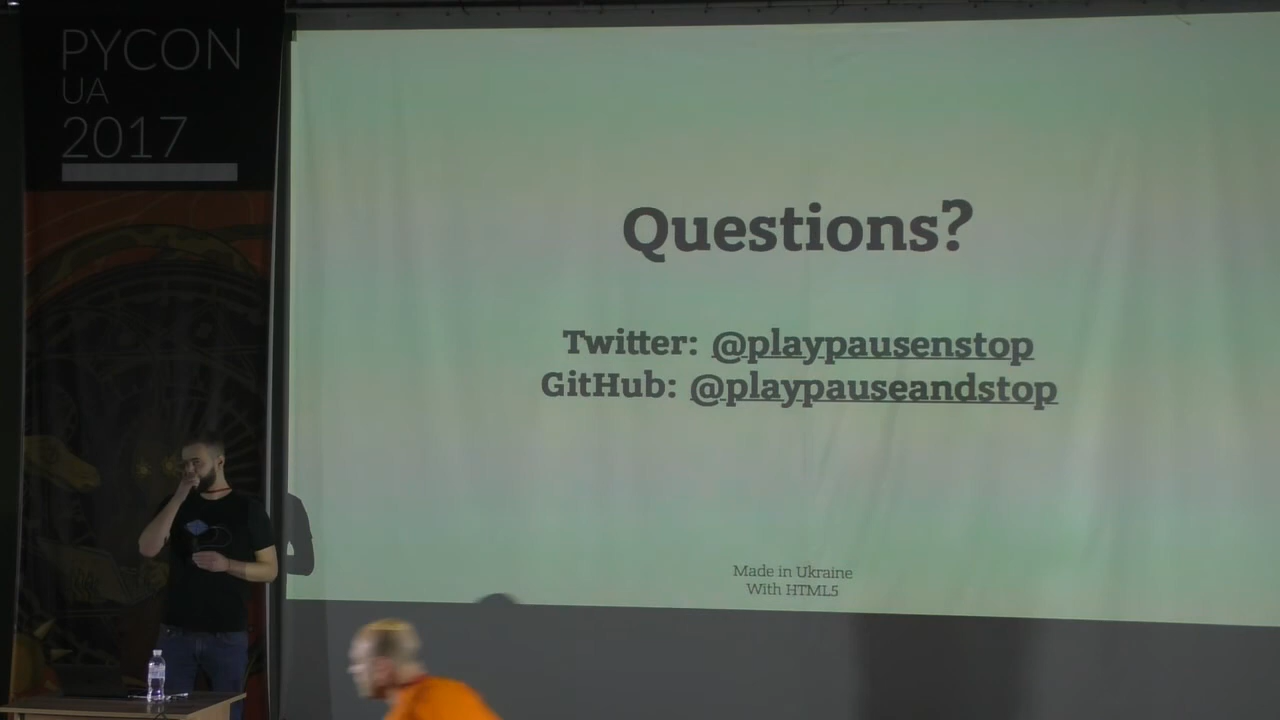 PYCON
UA
2017
Questions?
Twitter: @playpausenstop
GitHub: @playpauseandstop
Made in Ukraine
With HTML5